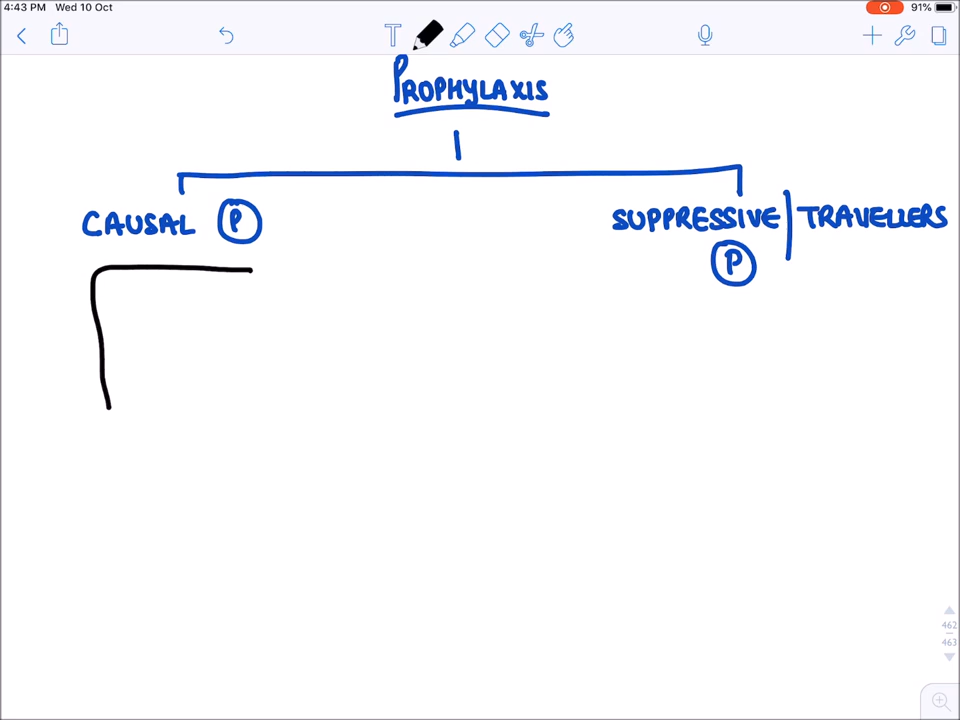 4:43 PM Wed 10 Oct 91%
T
PROPHYLAXIS
CAUSAL P SUPPRESSIVE | TRAVELLERS
P
462
463